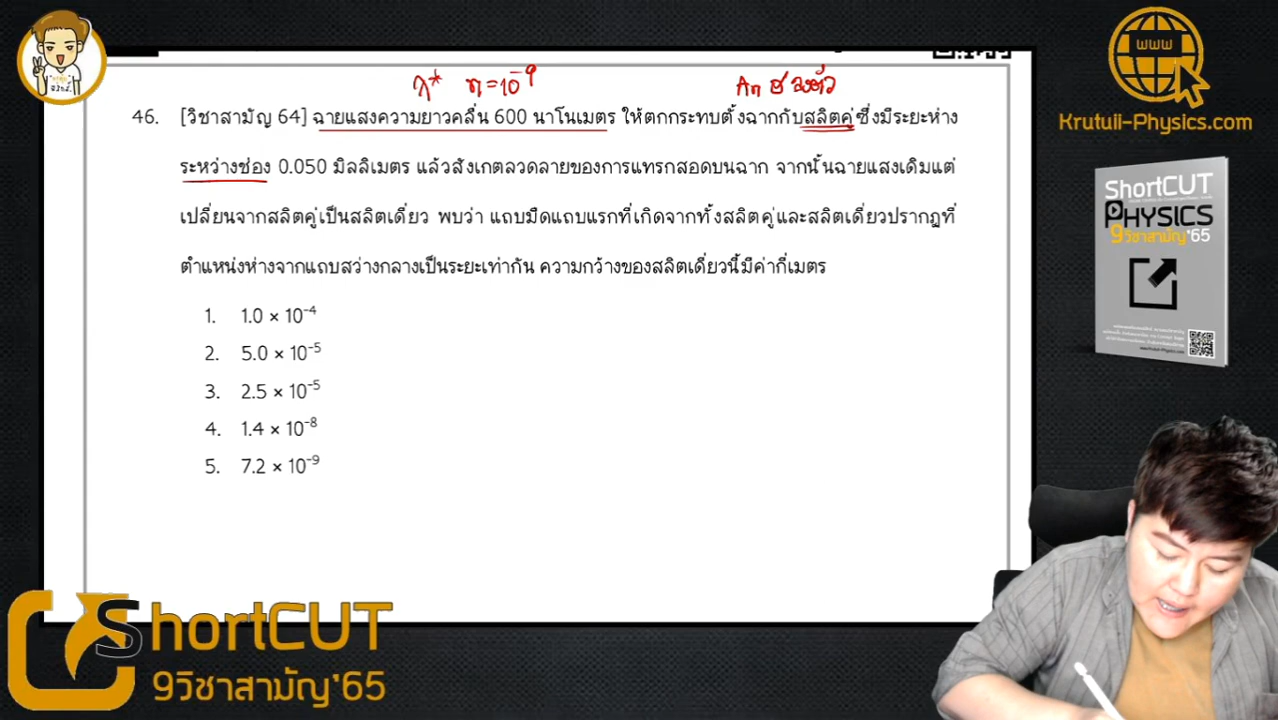 λ* n = 10⁻⁹
46. [วิชาสามัญ 64] ฉายแสงความยาวคลื่น 600 นาโนเมตร ให้ตกกระทบตั้งฉากกับสลิตคู่ซึ่งมีระยะห่าง
ระหว่างช่อง 0.050 มิลลิเมตร แล้วสังเกตลวดลายของการแทรกสอดบนฉาก จากนั้นฉายแสงเดิมแต่
เปลี่ยนจากสลิตคู่เป็นสลิตเดี่ยว พบว่า แถบมืดแถบแรกที่เกิดจากทั้งสลิตคู่และสลิตเดี่ยวปรากฏที่
ตำแหน่งห่างจากแถบสว่างกลางเป็นระยะเท่ากัน ความกว้างของสลิตเดี่ยวนี้มีค่ากี่เมตร
1. 1.0 × 10⁻⁴
2. 5.0 × 10⁻⁵
3. 2.5 × 10⁻⁵
4. 1.4 × 10⁻⁸
5. 7.2 × 10⁻⁹
www
Krutuii-Physics.com
ShortCUT
PHYSICS
9วิชาสามัญ'65
ShortCUT
9วิชาสามัญ'65